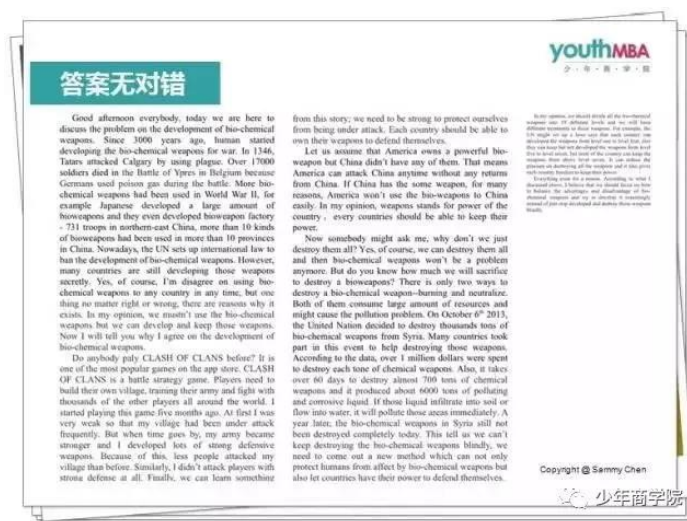 youthMBA
少·年·商·学·院
答案无对错
Good afternoon everybody, today we are here to
discuss the problem on the development of bio-chemical
weapons. Since 3000 years ago, human started
developing the bio-chemical weapons for war. In 1346,
Tatars attacked Calgary by using plague. Over 17000
soldiers died in the Battle of Ypres in Belgium because
Germans used poison gas during the battle. More bio-
chemical weapons had been used in World War II, for
example Japanese developed a large amount of
bioweapons and they even developed bioweapon factory
- 731 troops in northern-east China, more than 10 kinds
of bioweapons had been used in more than 10 provinces
in China. Nowadays, the UN sets up international law to
ban the development of bio-chemical weapons. However,
many countries are still developing those weapons
secretly. Yes, of course, I'm disagree on using bio-
chemical weapons to any country in any time, but one
thing no matter right or wrong, there are reasons why it
exists. In my opinion, we mustn't use the bio-chemical
weapons but we can develop and keep those weapons.
Now I will tell you why I agree on the development of
bio-chemical weapons.
Do anybody paly CLASH OF CLANS before? It is
one of the most popular games on the app store. CLASH
OF CLANS is a battle strategy game. Players need to
build their own village, training their army and fight with
thousands of the other players all around the world. I
started playing this game five months ago. At first I was
very weak so that my village had been under attack
frequently. But when time goes by, my army became
stronger and I developed lots of strong defensive
weapons. Because of this, less people attacked my
village than before. Similarly, I didn't attack players with
strong defense at all. Finally, we can learn something
from this story; we need to be strong to protect ourselves
from being under attack. Each country should be able to
own their weapons to defend themselves.
Let us assume that America owns a powerful bio-
weapon but China didn't have any of them. That means
America can attack China anytime without any returns
from China. If China has the some weapon, for many
reasons, America won't use the bio-weapons to China
easily. In my opinion, weapons stands for power of the
country , every countries should be able to keep their
power.
Now somebody might ask me, why don't we just
destroy them all? Yes, of course, we can destroy them all
and then bio-chemical weapons won't be a problem
anymore. But do you know how much we will sacrifice
to destroy a bioweapons? There is only two ways to
destroy a bio-chemical weapon--burning and neutralize.
Both of them consume large amount of resources and
might cause the pollution problem. On October 6th 2013,
the United Nation decided to destroy thousands tons of
bio-chemical weapons from Syria. Many countries took
part in this event to help destroying those weapons.
According to the data, over 1 million dollars were spent
to destroy each tone of chemical weapons. Also, it takes
over 60 days to destroy almost 700 tons of chemical
weapons and it produced about 6000 tons of polluting
and corrosive liquid. If those liquid infiltrate into soil or
flow into water, it will pollute those areas immediately. A
year later, the bio-chemical weapons in Syria still not
been destroyed completely today. This tell us we can't
keep destroying the bio-chemical weapons blindly, we
need to come out a new method which can not only
protect humans from affect by bio-chemical weapons but
also let countries have their power to defend themselves.
Copyright @ Sammy Chen
少年商学院